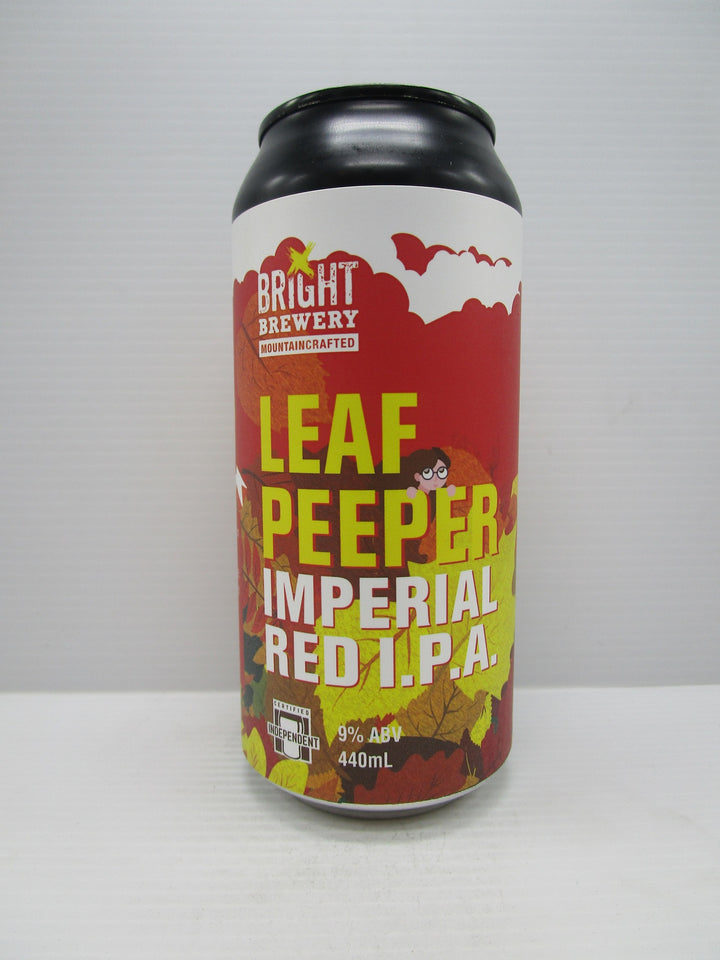 BRIGHT
BREWERY
MOUNTAINCRAFTED
LEAF
PEEPER
IMPERIAL
RED I.P.A.
CERTIFIED
INDEPENDENT
9% ABV
440mL